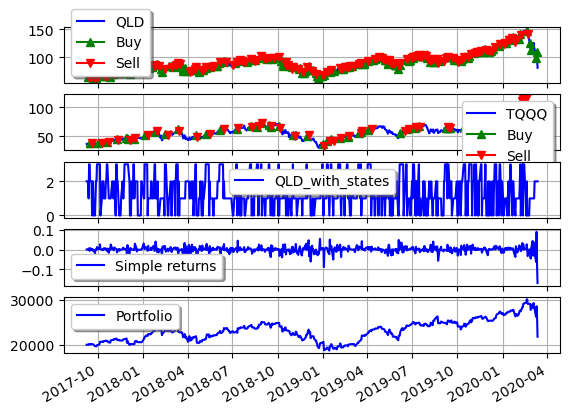 150
100
QLD
Buy
Sell
100
50
TQQQ
Buy
Sell
2
0
QLD_with_states
0.1
0.0
−0.1
Simple returns
30000
20000
Portfolio
2017-10
2018-01
2018-04
2018-07
2018-10
2019-01
2019-04
2019-07
2019-10
2020-01
2020-04